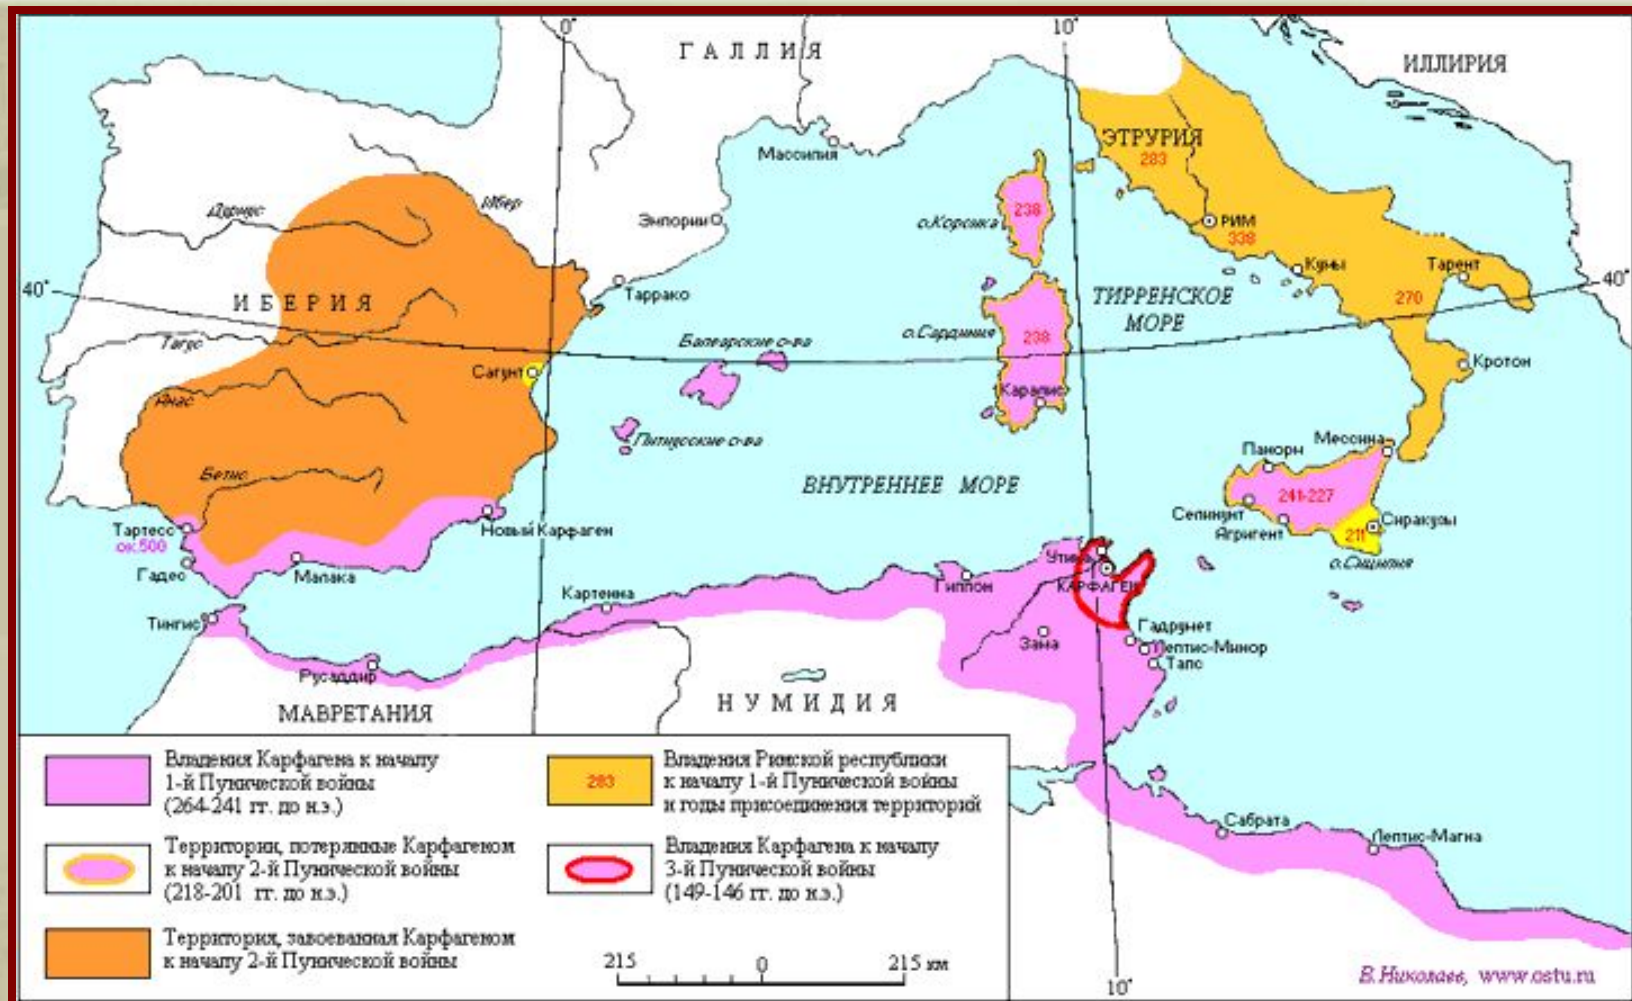 0°
10°
ГАЛЛИЯ
ИЛЛИРИЯ
ЭТРУРИЯ
283
Массилия
Ибер
Дуриус
Эмпории
о.Корсика
238
РИМ
338
Кумы
Тарент
40°
40°
Таррако
ИБЕРИЯ
ТИРРЕНСКОЕ
МОРЕ
270
Тагус
Балеарские о-ва
о.Сардиния
238
Сагунт
Кротон
Анас
Каралис
Питиусские о-ва
Мессина
Панорм
Бетис
ВНУТРЕННЕЕ МОРЕ
241-227
Селинунт
Агригент
Сиракузы
211
о.Сицилия
Тартесс
ок.500
Новый Карфаген
Гадес
Малака
Утика
КАРФАГЕН
Гиппон
Картенна
Тингис
Гадрумет
Лептис-Минор
Тапс
Зама
Русаддир
МАВРЕТАНИЯ
НУМИДИЯ
Владения Карфагена к началу
1-й Пунической войны
(264-241 гг. до н.э.)
283
Владения Римской республики
к началу 1-й Пунической войны
и годы присоединения территорий
Территории, потерянные Карфагеном
к началу 2-й Пунической войны
(218-201 гг. до н.э.)
Владения Карфагена к началу
3-й Пунической войны
(149-146 гг. до н.э.)
Территория, завоеванная Карфагеном
к началу 2-й Пунической войны
215 0 215 км
Сабрата
Лептис-Магна
10°
В.Николаев, www.ostu.ru